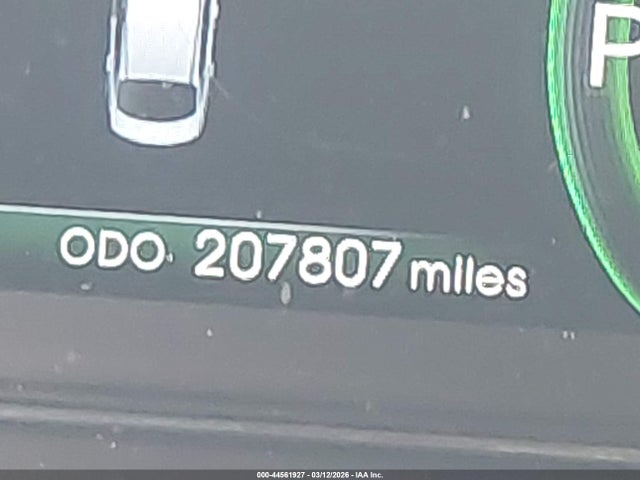 P
ODO 207807 miles
000-44561927 - 03/12/2026 - IAA Inc.